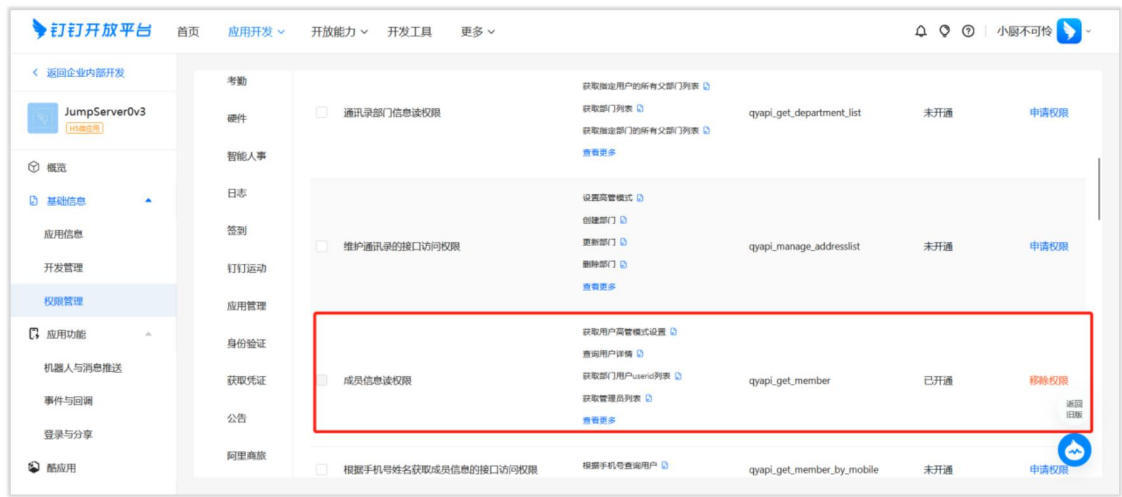 钉钉开放平台
首页
应用开发
开放能力
开发工具
更多
小厨不可怜
返回企业内部开发
JumpServer0v3
H5微应用
概览
基础信息
应用信息
开发管理
权限管理
应用功能
机器人与消息推送
事件与回调
登录与分享
酷应用
考勤
硬件
智能人事
日志
签到
钉钉运动
应用管理
身份验证
获取凭证
公告
阿里商旅
获取指定用户的所有父部门列表
通讯录部门信息读权限
获取部门列表
qyapi_get_department_list
未开通
申请权限
获取指定部门的所有父部门列表
查看更多
设置高管模式
创建部门
维护通讯录的接口访问权限
更新部门
qyapi_manage_addresslist
未开通
申请权限
删除部门
查看更多
获取用户高管模式设置
查询用户详情
成员信息读权限
获取部门用户userid列表
qyapi_get_member
已开通
移除权限
获取管理员列表
查看更多
返回
旧版
根据手机号姓名获取成员信息的接口访问权限
根据手机号查询用户
qyapi_get_member_by_mobile
未开通
申请权限